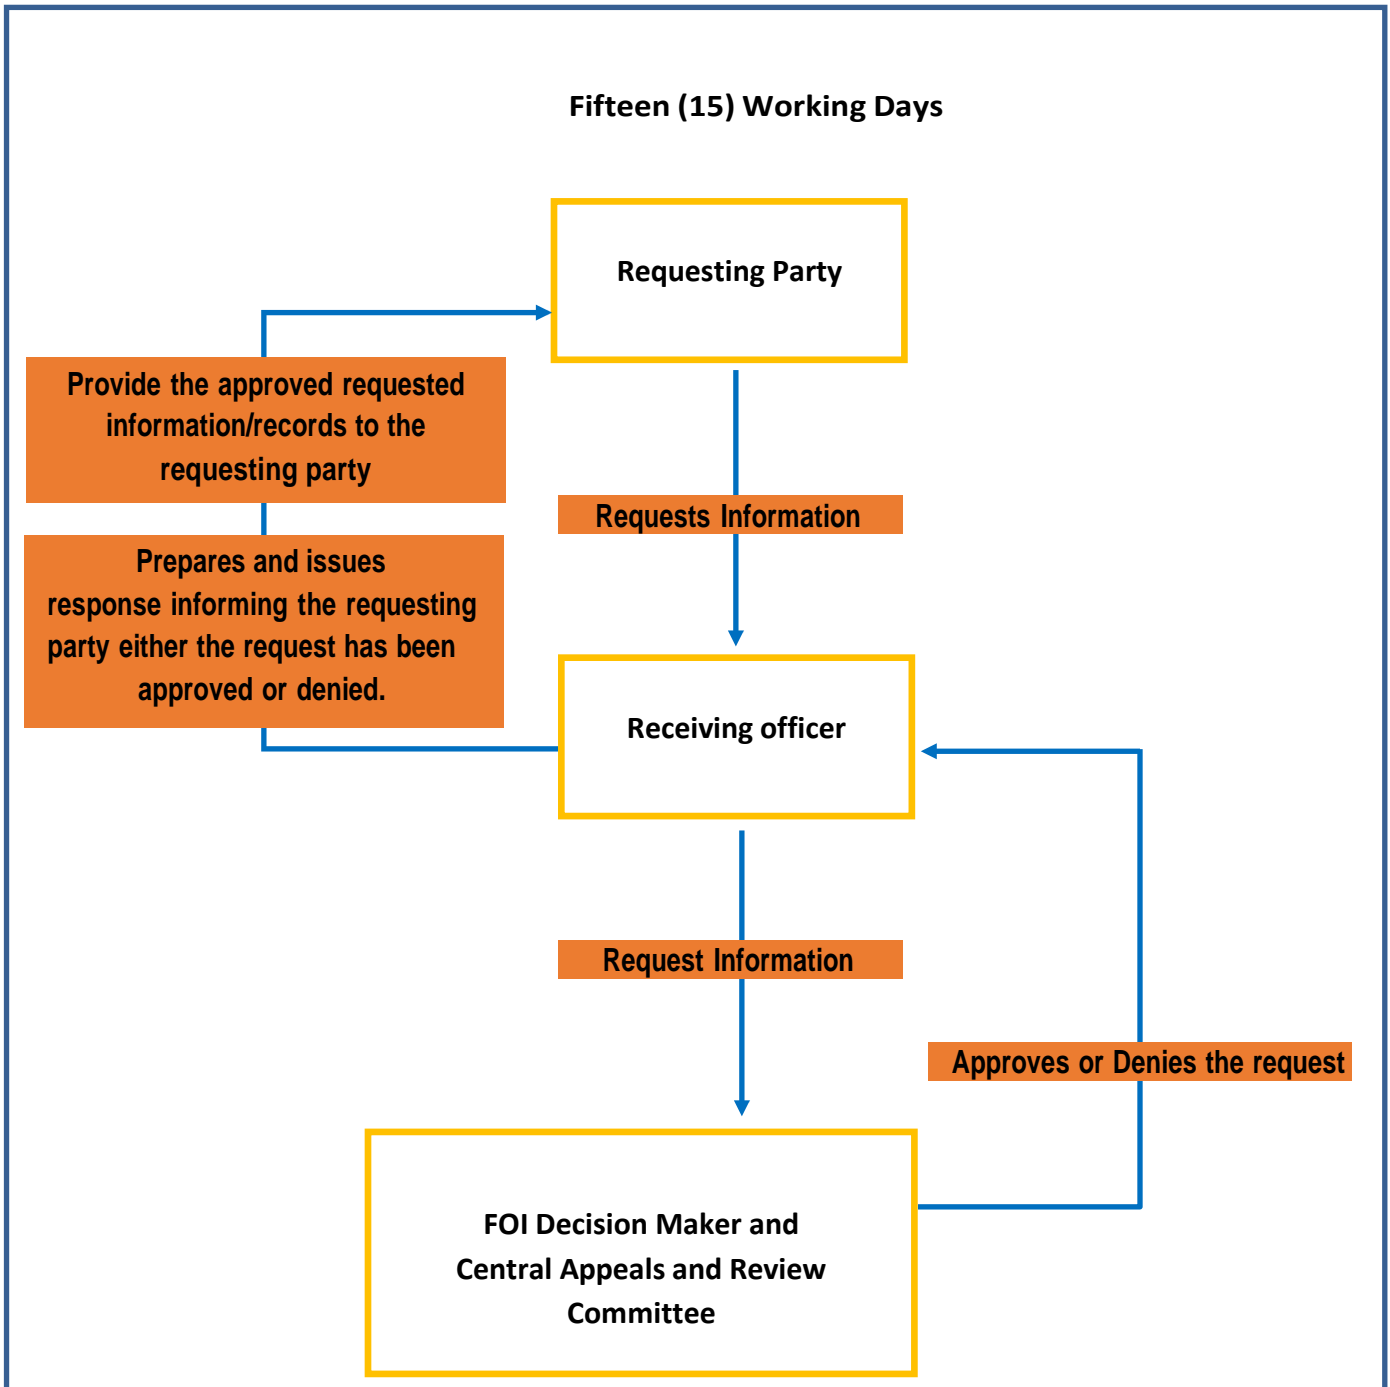 Fifteen (15) Working Days
Requesting Party
Provide the approved requested
information/records to the
requesting party
Requests Information
Prepares and issues
response informing the requesting
party either the request has been
approved or denied.
Receiving officer
Request Information
Approves or Denies the request
FOI Decision Maker and
Central Appeals and Review
Committee